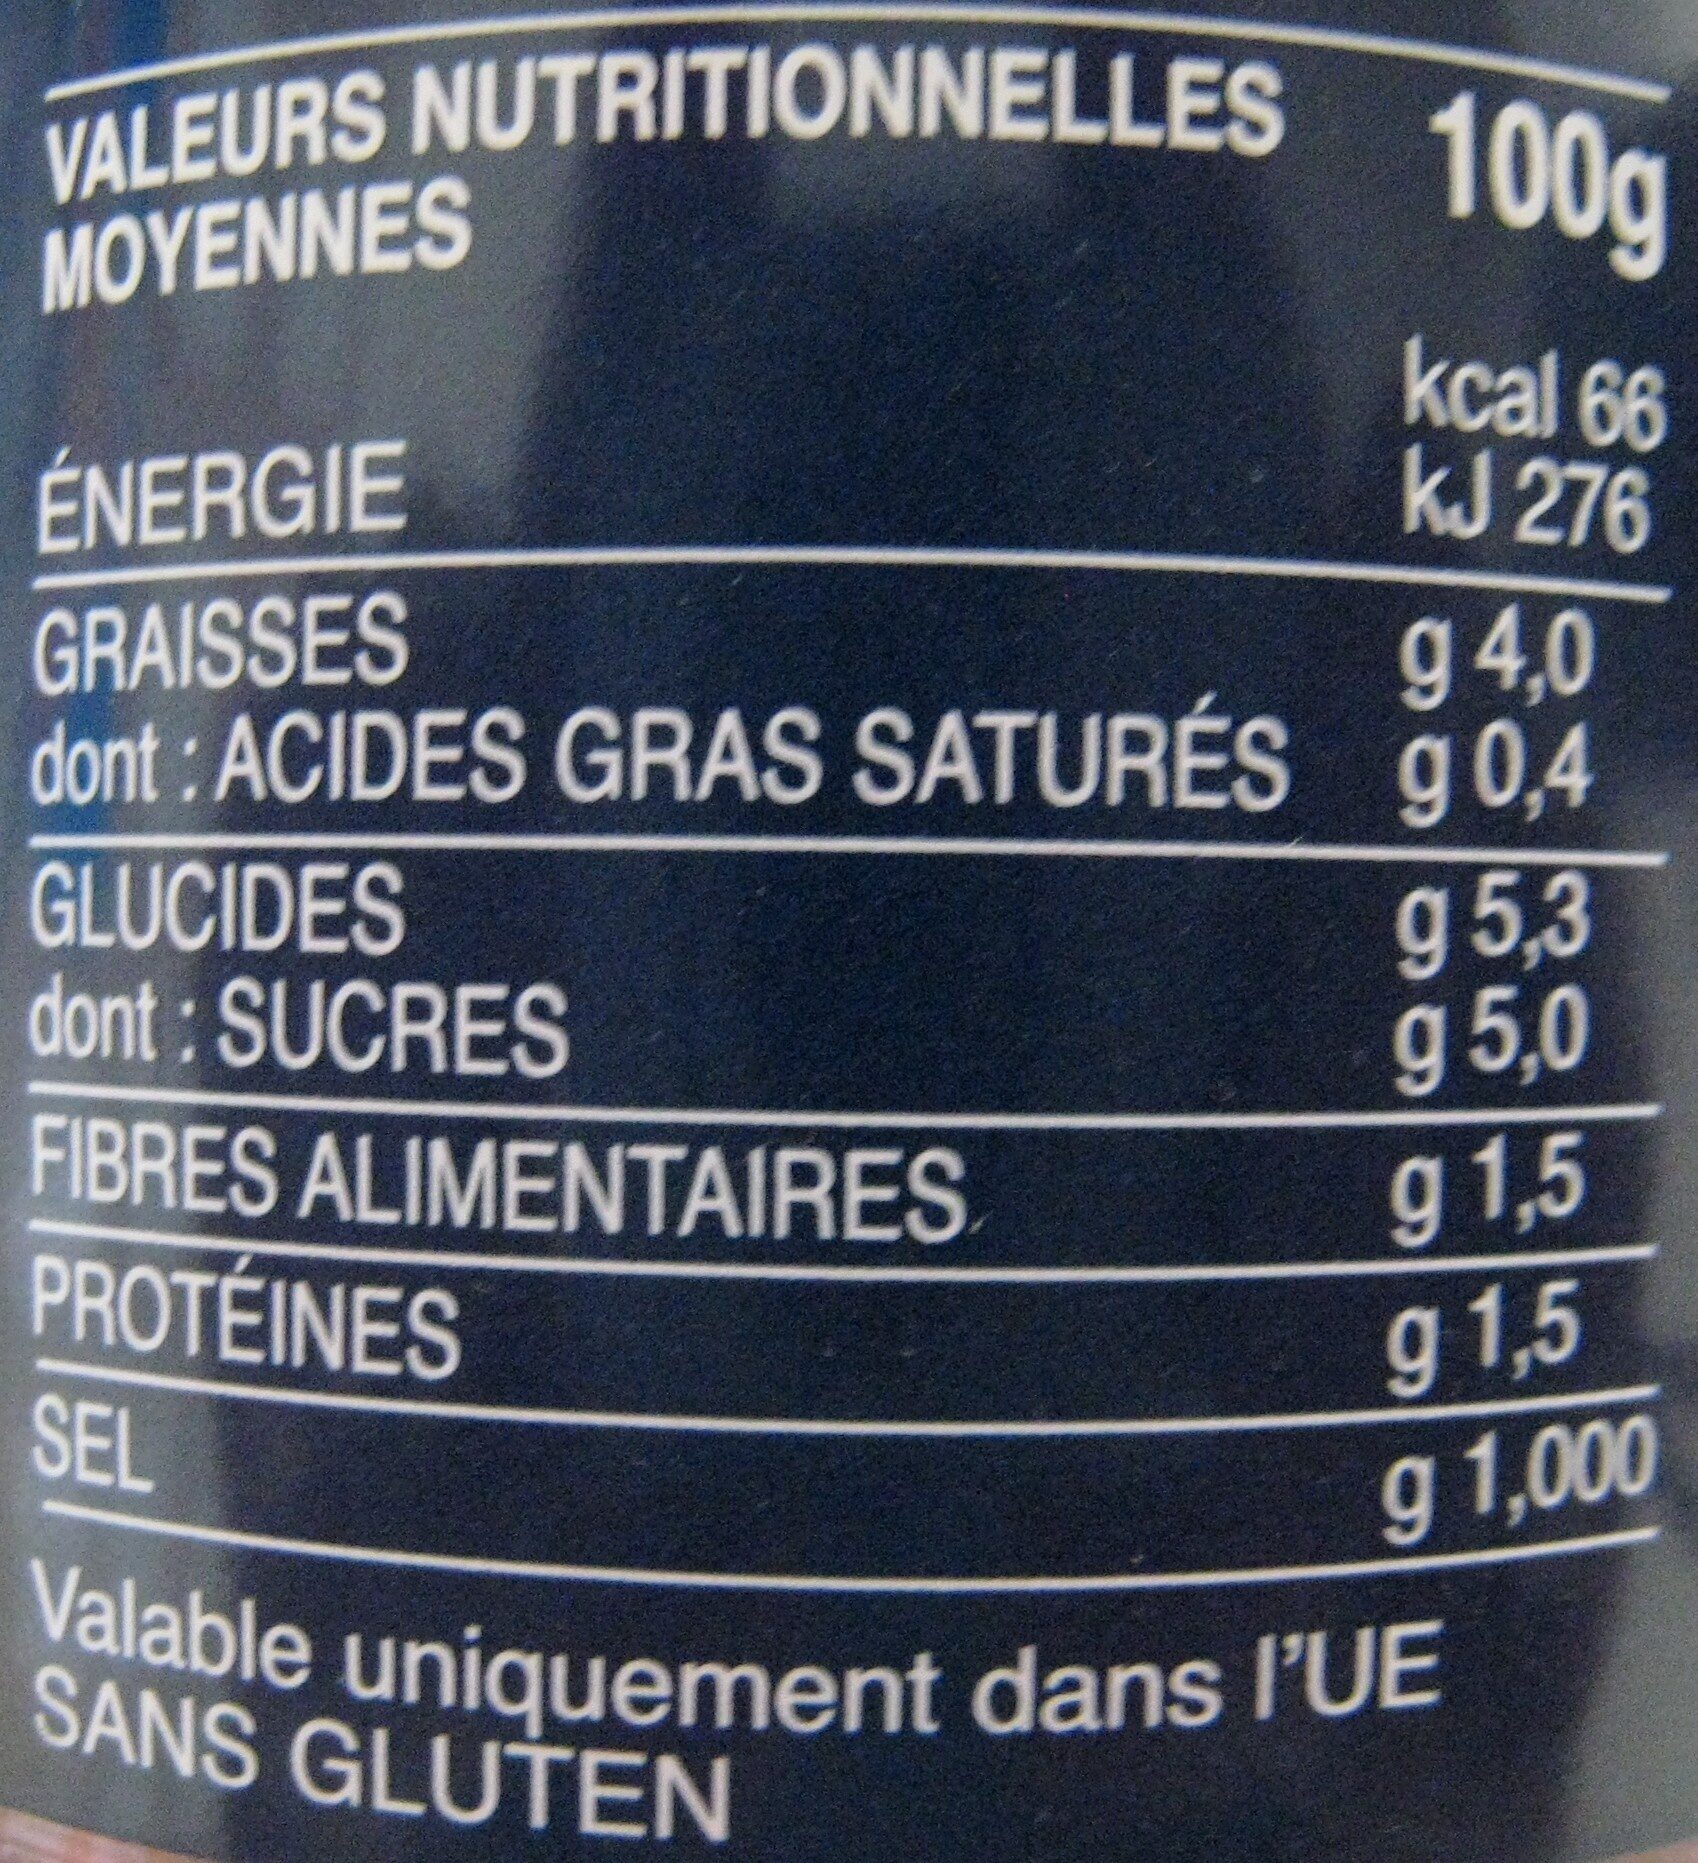 VALEURS NUTRITIONNELLES 100g
MOYENNES
kcal 66
ÉNERGIE kJ 276
GRAISSES g 4,0
dont : ACIDES GRAS SATURÉS g 0,4
GLUCIDES g 5,3
dont : SUCRES g 5,0
FIBRES ALIMENTAIRES g 1,5
PROTÉINES g 1,5
SEL g 1,000
Valable uniquement dans l'UE
SANS GLUTEN